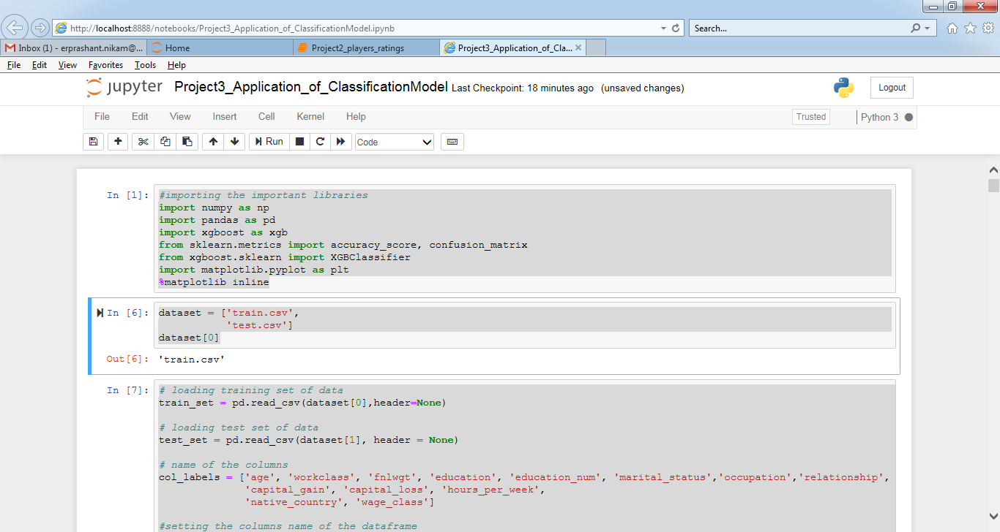 http://localhost:8888/notebooks/Project3_Application_of_ClassificationModel.ipynb
Search...
Inbox (1) - erprashant.nikam@...
Home
Project2_players_ratings
Project3_Application_of_Cla...
File Edit View Favorites Tools Help
jupyter Project3_Application_of_ClassificationModel Last Checkpoint: 18 minutes ago (unsaved changes)
Logout
File Edit View Insert Cell Kernel Help
Trusted
Python 3
Run
Code
In [1]: #importing the important libraries
import numpy as np
import pandas as pd
import xgboost as xgb
from sklearn.metrics import accuracy_score, confusion_matrix
from xgboost.sklearn import XGBClassifier
import matplotlib.pyplot as plt
%matplotlib inline
In [6]: dataset = ['train.csv',
'test.csv']
dataset[0]
Out[6]: 'train.csv'
In [7]: # loading training set of data
train_set = pd.read_csv(dataset[0],header=None)
# loading test set of data
test_set = pd.read_csv(dataset[1], header = None)
# name of the columns
col_labels = ['age', 'workclass', 'fnlwgt', 'education', 'education_num', 'marital_status','occupation','relationship',
'capital_gain', 'capital_loss', 'hours_per_week',
'native_country', 'wage_class']
#setting the columns name of the dataframe